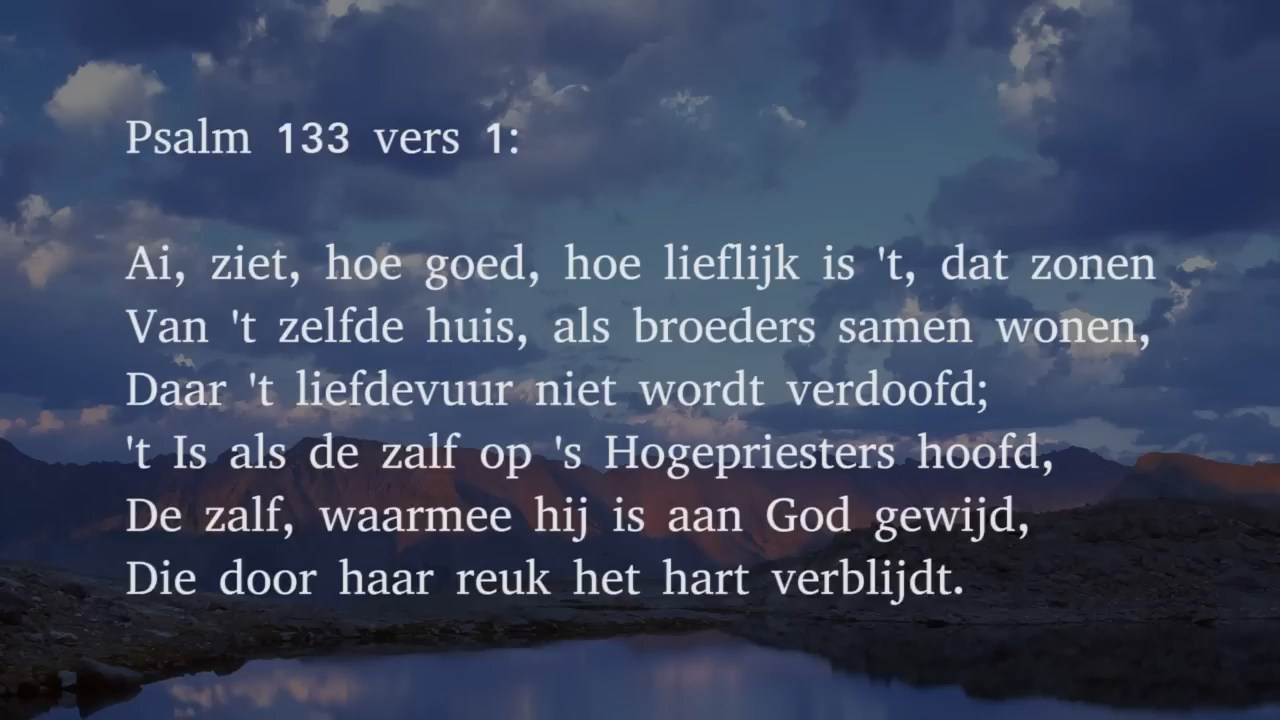 Psalm 133 vers 1:
Ai, ziet, hoe goed, hoe lieflijk is 't, dat zonen
Van 't zelfde huis, als broeders samen wonen,
Daar 't liefdevuur niet wordt verdoofd;
't Is als de zalf op 's Hogepriesters hoofd,
De zalf, waarmee hij is aan God gewijd,
Die door haar reuk het hart verblijdt.